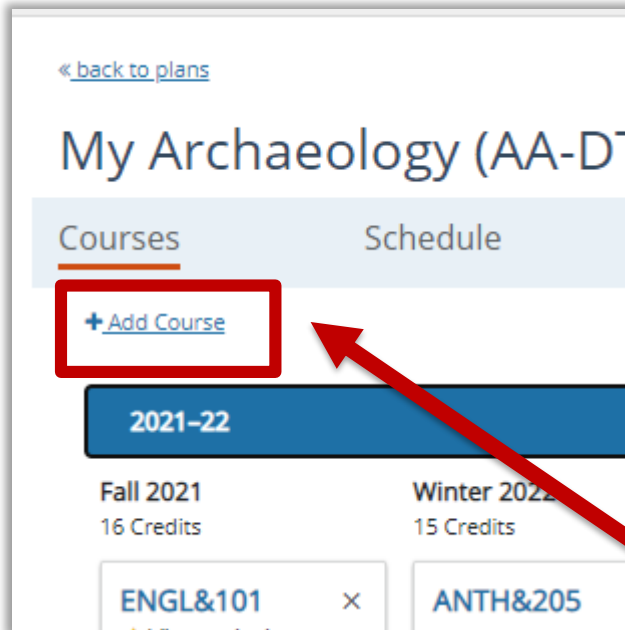 « back to plans
My Archaeology (AA-DT
Courses Schedule
+ Add Course
2021–22
Fall 2021 Winter 2022
16 Credits 15 Credits
ENGL&101 × ANTH&205